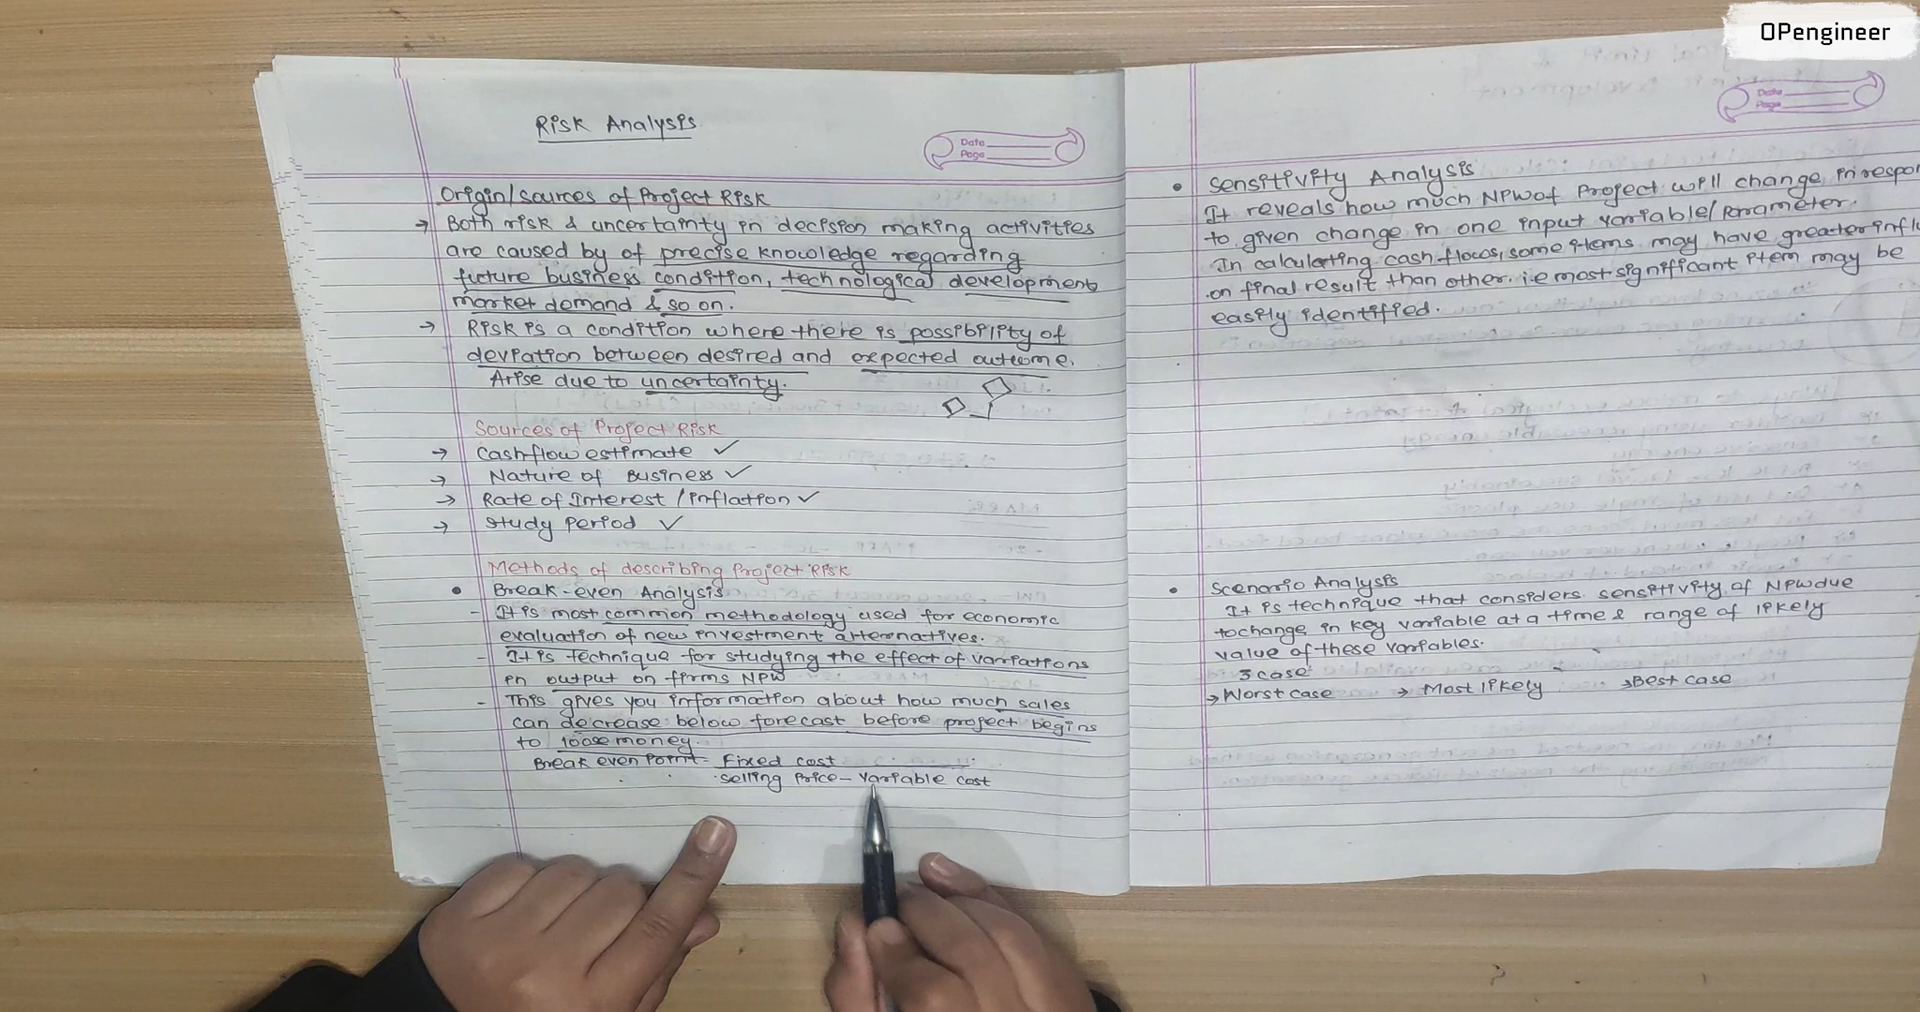 OPengineer
Risk Analysis
Date
Page
Origin/sources of Project Risk
→ Both risk & uncertainty in decision making activities
are caused by of precise knowledge regarding
future business condition, technological development
market demand & so on.
→ Risk is a condition where there is possibility of
deviation between desired and expected outcome.
Arise due to uncertainty.
Sources of Project Risk
→ Cashflow estimate ✓
→ Nature of Business ✓
→ Rate of Interest / inflation ✓
→ study period ✓
Methods of describing Project Risk
• Break-even Analysis
- It is most common methodology used for economic
evaluation of new investment alternatives.
- It is technique for studying the effect of variations
in output on firms NPW
- This gives you information about how much sales
can decrease below forecast before project begins
to loose money.
Break even Point = Fixed cost
selling Price - variable cost
Date
Page
• Sensitivity Analysis
It reveals how much NPW of Project will change in respon
to given change in one input variable/Parameter.
In calculating cash flows, some items may have greater infl
on final result than other. i.e most significant item may be
easily identified.
• Scenario Analysis
It is technique that considers sensitivity of NPW due
to change in key variable at a time & range of likely
value of these variables.
3 case
→ Worst case → Most likely → Best case